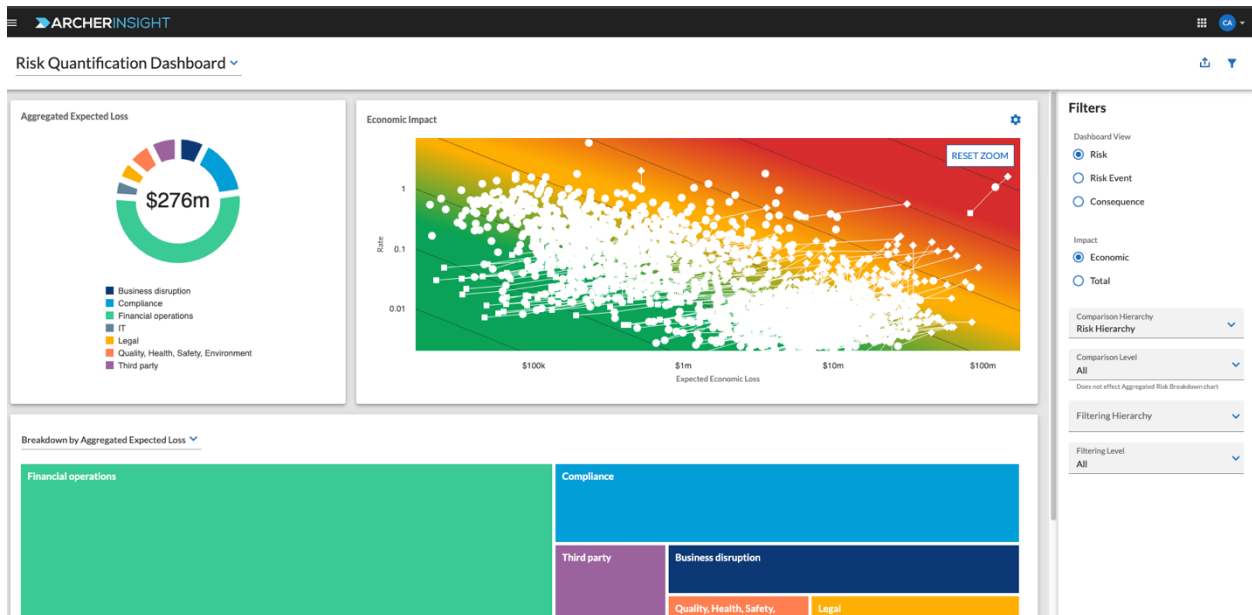 ARCHERINSIGHT
CA
Risk Quantification Dashboard
Aggregated Expected Loss
$276m
Business disruption
Compliance
Financial operations
IT
Legal
Quality, Health, Safety, Environment
Third party
Economic Impact
RESET ZOOM
Rate
1
0.1
0.01
$100k
$1m
$10m
$100m
Expected Economic Loss
Breakdown by Aggregated Expected Loss
Financial operations
Compliance
Third party
Business disruption
Quality, Health, Safety,
Legal
Filters
Dashboard View
Risk
Risk Event
Consequence
Impact
Economic
Total
Comparison Hierarchy
Risk Hierarchy
Comparison Level
All
Does not effect Aggregated Risk Breakdown chart
Filtering Hierarchy
Filtering Level
All